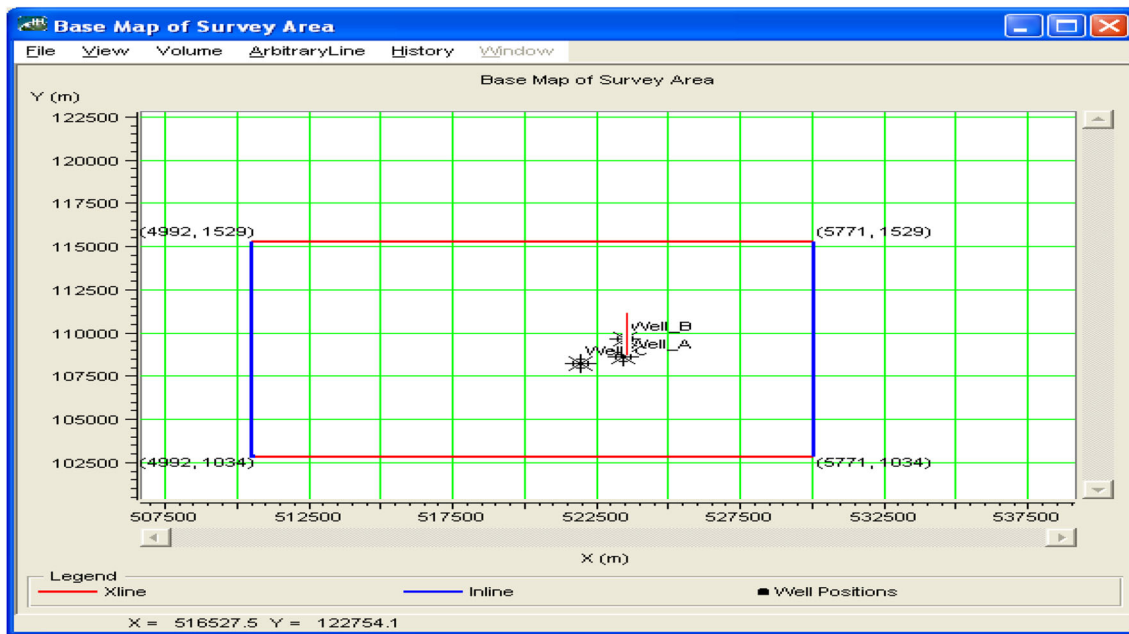 Base Map of Survey Area
File View Volume ArbitraryLine History Window
Base Map of Survey Area
Y (m)
122500
120000
117500
(4992, 1529) (5771, 1529)
115000
112500
110000 Well_B
Well_C Well_A
107500
105000
102500 (4992, 1034) (5771, 1034)
507500 512500 517500 522500 527500 532500 537500
X (m)
Legend
Xline Inline Well Positions
X = 516527.5 Y = 122754.1